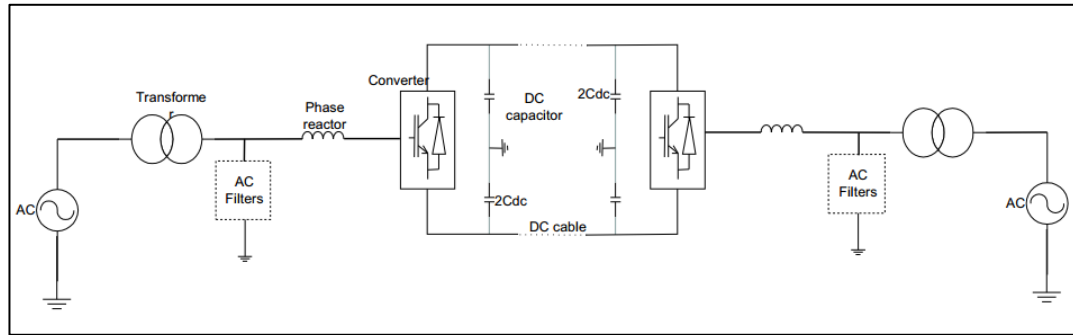 Transforme
r
Phase
reactor
Converter
DC
capacitor
2Cdc
AC
AC
Filters
2Cdc
DC cable
AC
Filters
AC